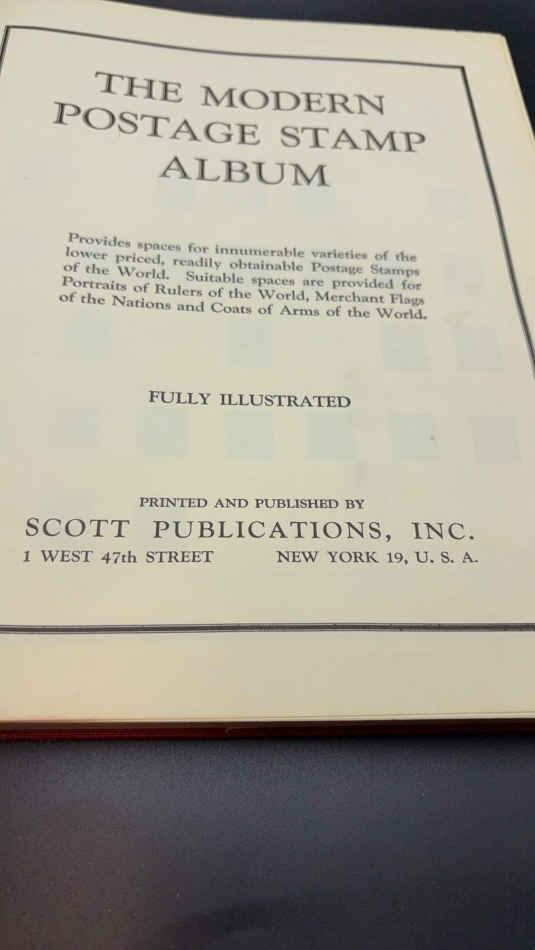 THE MODERN
POSTAGE STAMP
ALBUM
Provides spaces for innumerable varieties of the
lower priced, readily obtainable Postage Stamps
of the World. Suitable spaces are provided for
Portraits of Rulers of the World, Merchant Flags
of the Nations and Coats of Arms of the World.
FULLY ILLUSTRATED
PRINTED AND PUBLISHED BY
SCOTT PUBLICATIONS, INC.
1 WEST 47th STREET NEW YORK 19, U. S. A.